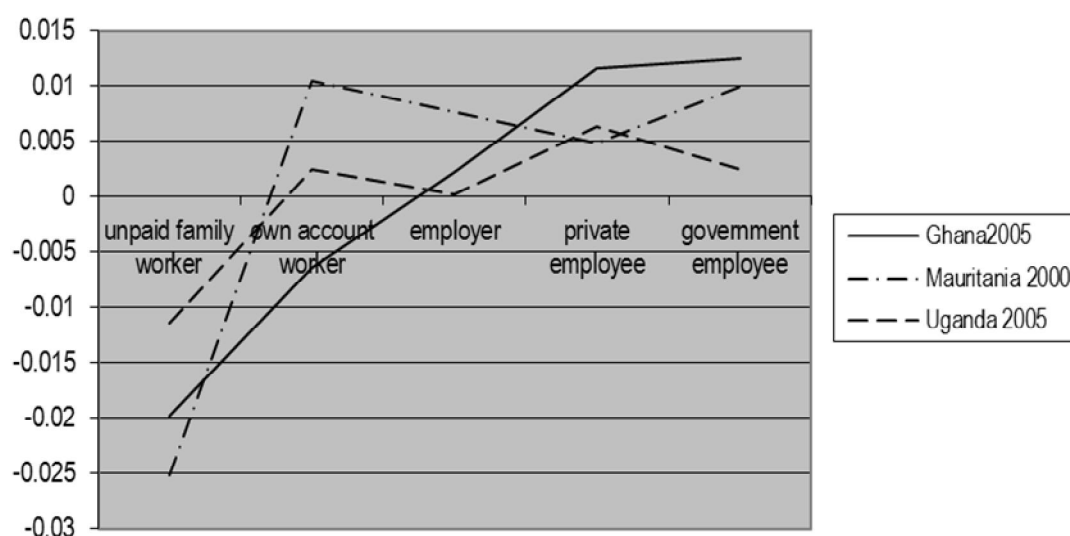 0.015
0.01
0.005
0
-0.005
-0.01
-0.015
-0.02
-0.025
-0.03
unpaid family own account employer private government
worker worker employee employee
Ghana2005
Mauritania 2000
Uganda 2005